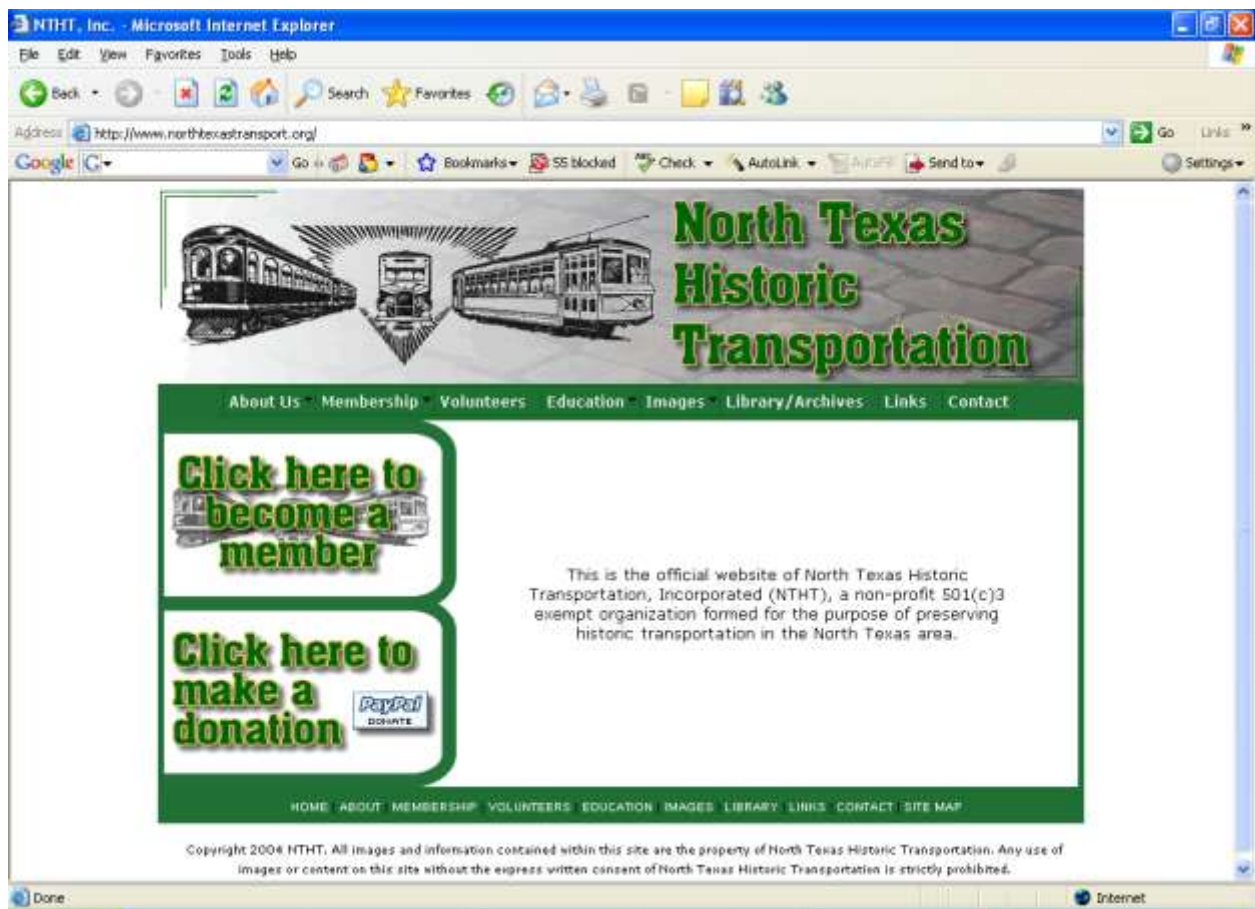 NTHT, Inc. - Microsoft Internet Explorer
File Edit View Favorites Tools Help
Back Search Favorites
Address http://www.northtexastransport.org/ Go Links »
Google G Go Bookmarks 55 blocked Check AutoLink AutoFill Send to Settings
North Texas
Historic
Transportation
About Us Membership Volunteers Education Images Library/Archives Links Contact
Click here to
become a
member
This is the official website of North Texas Historic
Transportation, Incorporated (NTHT), a non-profit 501(c)3
exempt organization formed for the purpose of preserving
historic transportation in the North Texas area.
Click here to
make a
donation
PayPal
DONATE
HOME ABOUT MEMBERSHIP VOLUNTEERS EDUCATION IMAGES LIBRARY LINKS CONTACT SITE MAP
Copyright 2004 NTHT. All images and information contained within this site are the property of North Texas Historic Transportation. Any use of
images or content on this site without the express written consent of North Texas Historic Transportation is strictly prohibited.
Done Internet